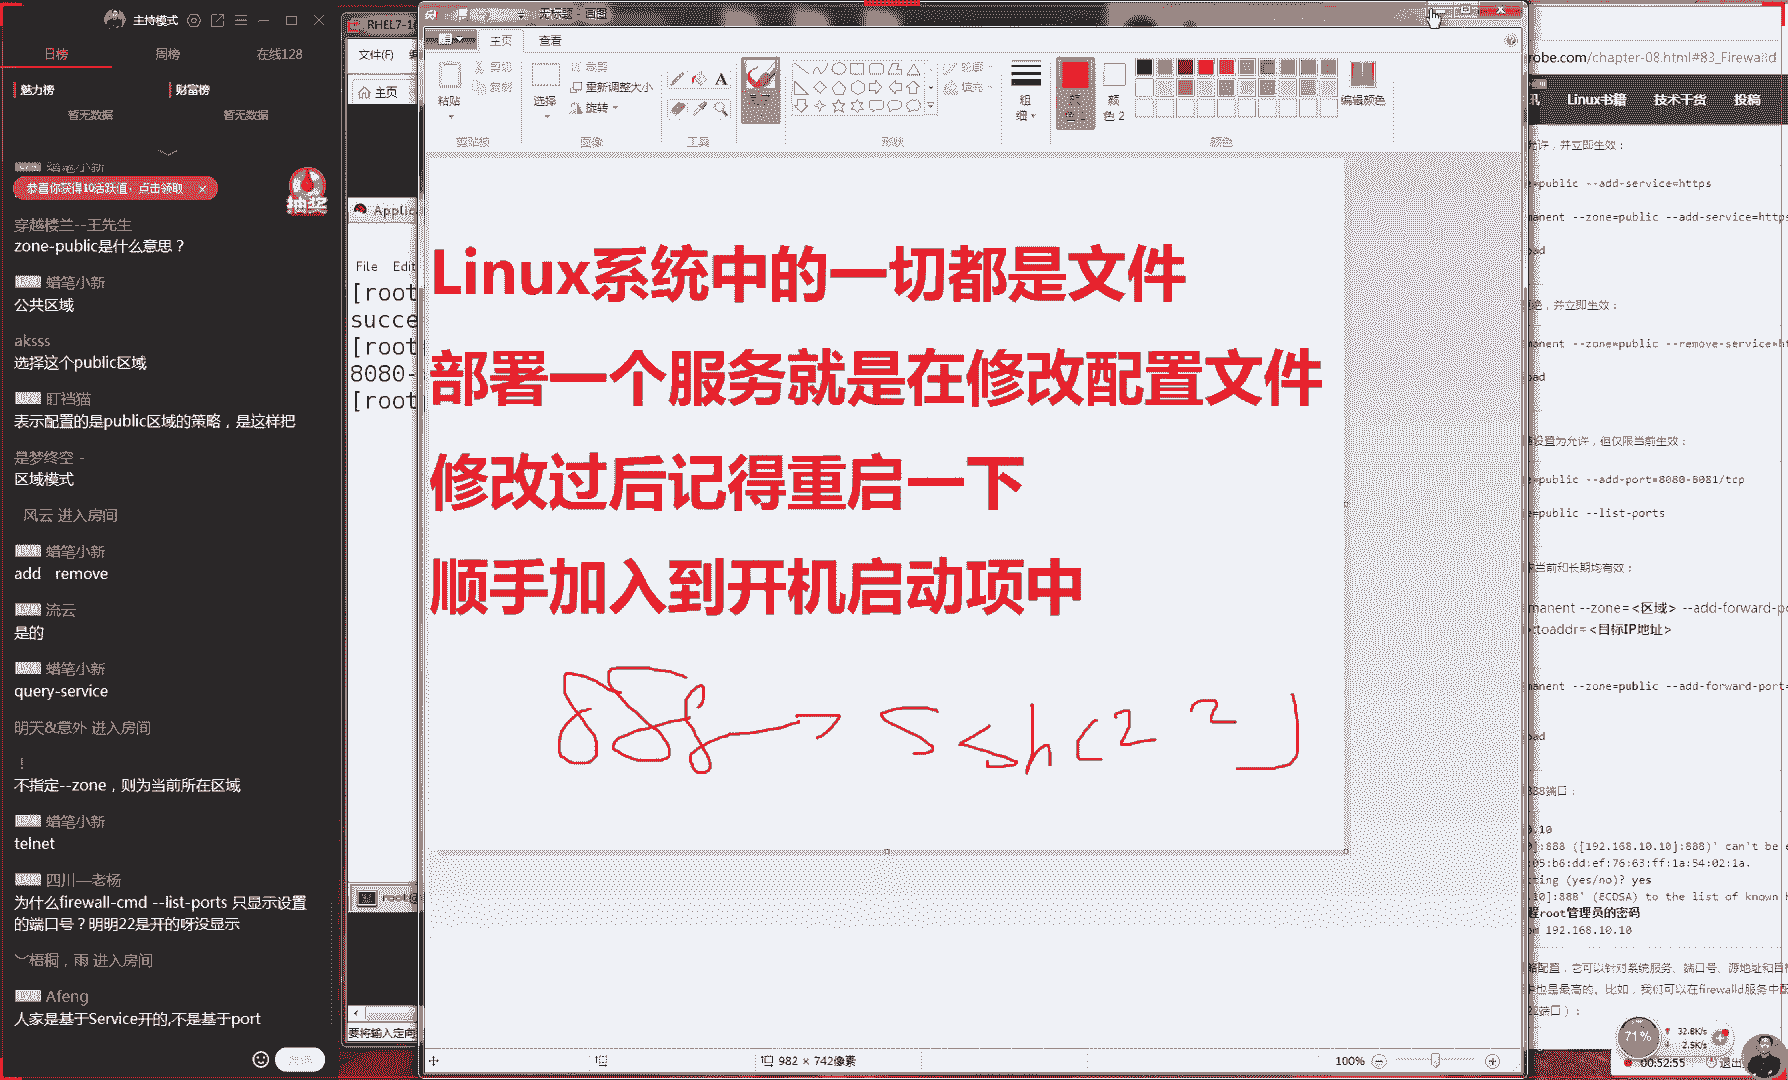 主持模式
日榜 周榜 在线128
魅力榜 财富榜
暂无数据 暂无数据
蜡笔小新
恭喜你获得10活跃值，点击领取
抽奖
穿越楼兰--王先生
zone-public是什么意思？
蜡笔小新
公共区域
aksss
选择这个public区域
盯裆猫
表示配置的是public区域的策略，是这样把
是梦终空 -
区域模式
风云 进入房间
蜡笔小新
add remove
流云
是的
蜡笔小新
query-service
明天&意外 进入房间
!
不指定--zone，则为当前所在区域
蜡笔小新
telnet
四川—老杨
为什么firewall-cmd --list-ports 只显示设置
的端口号？明明22是开的呀没显示
梧桐，雨 进入房间
Afeng
人家是基于Service开的,不是基于port
RHEL7-1
文件(F)
主页
Applic
File Edit
[root
succe
[root
8080-
[root
要将输入定向
无标题 - 画图
主页 查看
粘贴 剪切 复制 剪贴板
选择 裁剪 重新调整大小 旋转 图像
工具
形状 轮廓 填充
粗细
颜色 1 颜色 2 颜色 编辑颜色
Linux系统中的一切都是文件
部署一个服务就是在修改配置文件
修改过后记得重启一下
顺手加入到开机启动项中
888→ssh(22)
982 × 742像素 100%
robe.com/chapter-08.html#83_Firewalld
Linux书籍 技术干货 投稿
许，并立即生效：
=public --add-service=https
manent --zone=public --add-service=https
oad
，并立即生效：
manent --zone=public --remove-service=ht
oad
设置为允许，但仅限当前生效：
=public --add-port=8080-8081/tcp
=public --list-ports
当前和长期均有效：
manent --zone=<区域> --add-forward-po
toaddr=<目标IP地址>
manent --zone=public --add-forward-port=
oad
888端口：
0.10
]:888 ([192.168.10.10]:888)' can't be e
:05:b6:dd:ef:76:63:ff:1a:54:02:1a.
ting (yes/no)? yes
.10]:888' (ECDSA) to the list of known h
程root管理员的密码
om 192.168.10.10
略配置，它可以针对系统服务、端口号、源地址和目标
也是最高的。比如，我们可以在firewalld服务中配
22端口）：
71%
32.8K/s
2.5K/s
00:52:55 退出